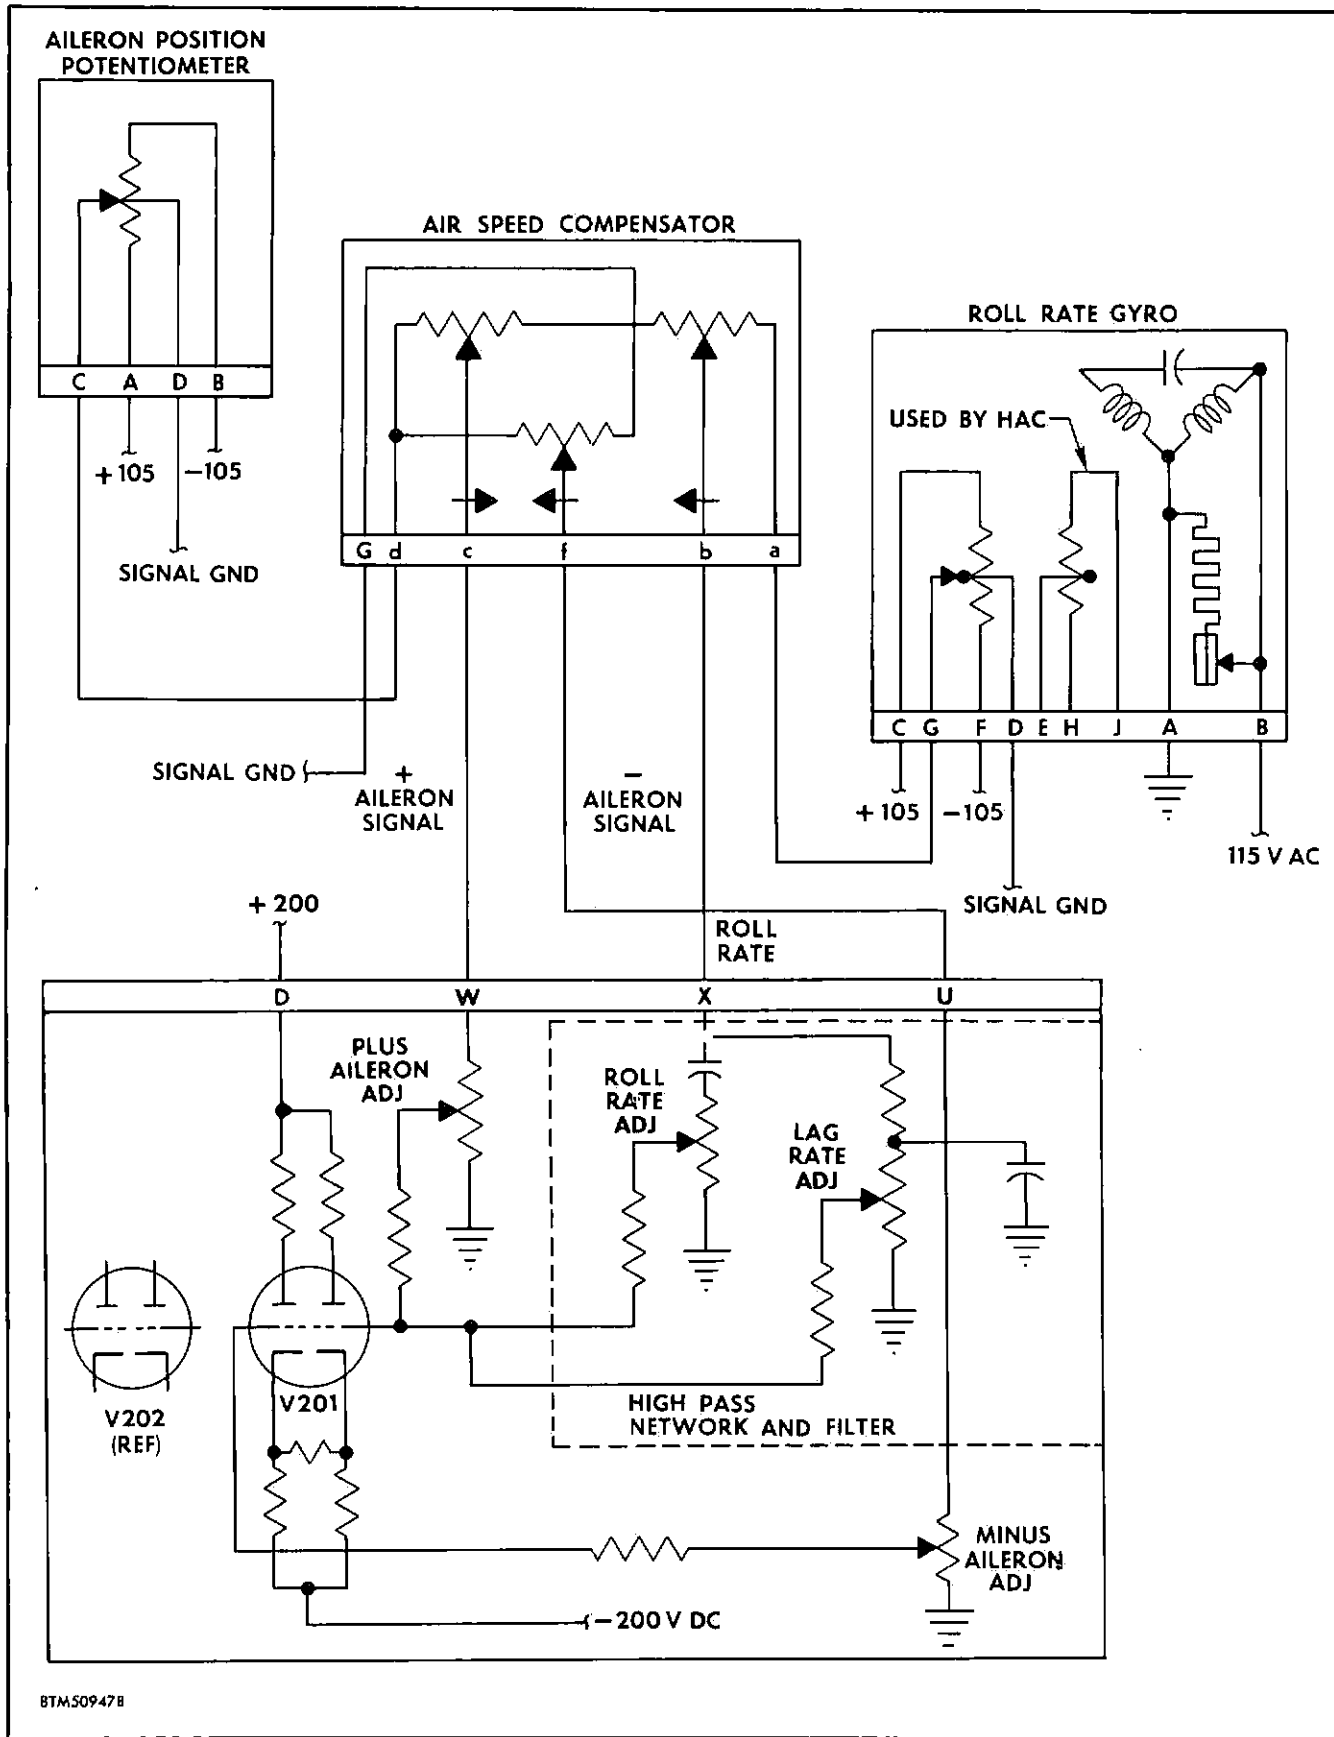 AILERON POSITION
POTENTIOMETER
C A D B
+105 −105
SIGNAL GND
AIR SPEED COMPENSATOR
G d c f b a
SIGNAL GND
+
AILERON
SIGNAL
−
AILERON
SIGNAL
ROLL RATE GYRO
USED BY HAC
C G F D E H J A B
+105 −105
115 V AC
SIGNAL GND
+200
ROLL
RATE
D W X U
PLUS
AILERON
ADJ
ROLL
RATE
ADJ
LAG
RATE
ADJ
V202
(REF)
V201
HIGH PASS
NETWORK AND FILTER
MINUS
AILERON
ADJ
−200 V DC
BTM50947B